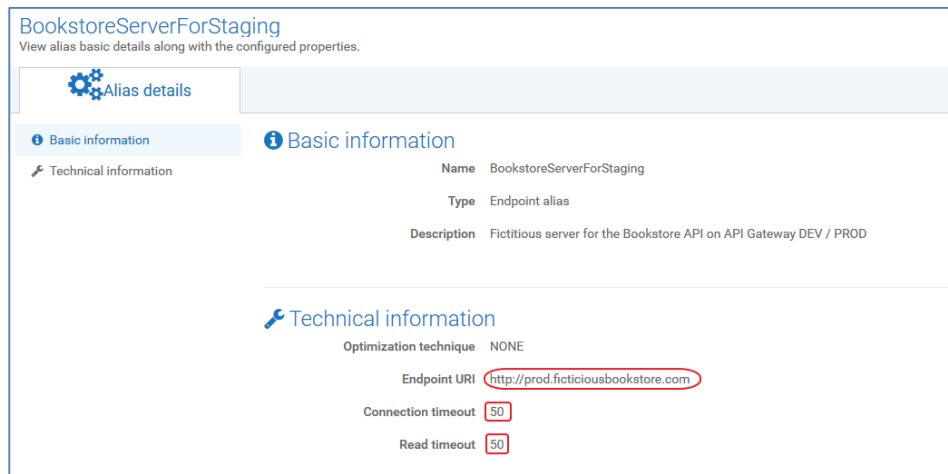 BookstoreServerForStaging
View alias basic details along with the configured properties.
Alias details
Basic information
Technical information
Basic information
Name BookstoreServerForStaging
Type Endpoint alias
Description Fictitious server for the Bookstore API on API Gateway DEV / PROD
Technical information
Optimization technique NONE
Endpoint URI http://prod.ficticiousbookstore.com
Connection timeout 50
Read timeout 50